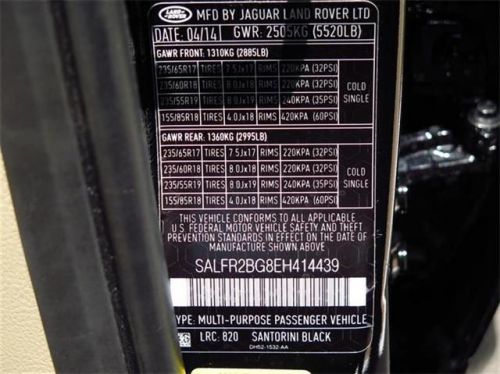 LAND ROVER MFD BY JAGUAR LAND ROVER LTD
DATE: 04/14 GWR: 2505KG (5520LB)
GAWR FRONT: 1310KG (2885LB)
235/65R17 TIRES 7.5Jx17 RIMS 220KPA (32PSI)
235/60R18 TIRES 8.0Jx18 RIMS 220KPA (32PSI)
235/55R19 TIRES 8.0Jx19 RIMS 240KPA (35PSI)
155/85R18 TIRES 4.0Jx18 RIMS 420KPA (60PSI)
COLD
SINGLE
GAWR REAR: 1360KG (2995LB)
235/65R17 TIRES 7.5Jx17 RIMS 220KPA (32PSI)
235/60R18 TIRES 8.0Jx18 RIMS 220KPA (32PSI)
235/55R19 TIRES 8.0Jx19 RIMS 240KPA (35PSI)
155/85R18 TIRES 4.0Jx18 RIMS 420KPA (60PSI)
COLD
SINGLE
THIS VEHICLE CONFORMS TO ALL APPLICABLE
U.S. FEDERAL MOTOR VEHICLE SAFETY AND THEFT
PREVENTION STANDARDS IN EFFECT ON THE DATE OF
MANUFACTURE SHOWN ABOVE.
SALFR2BG8EH414439
TYPE: MULTI-PURPOSE PASSENGER VEHICLE
LRC: 820 SANTORINI BLACK
DH52-1532-AA